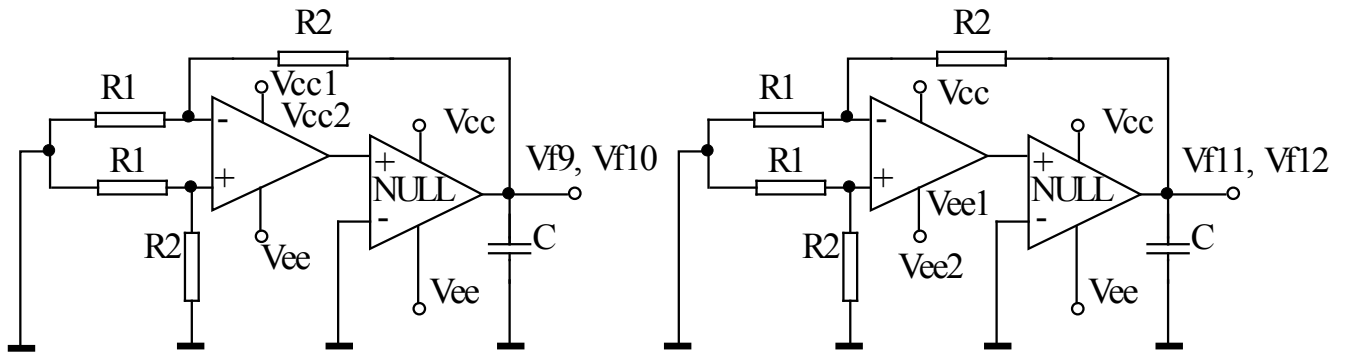 R2
R1
Vcc1
Vcc2
-
R1
+
Vcc
+
NULL
-
Vf9, Vf10
R2
Vee
Vee
C
R2
R1
Vcc
-
R1
+
Vcc
+
NULL
-
Vf11, Vf12
Vee1
R2
Vee2
Vee
C